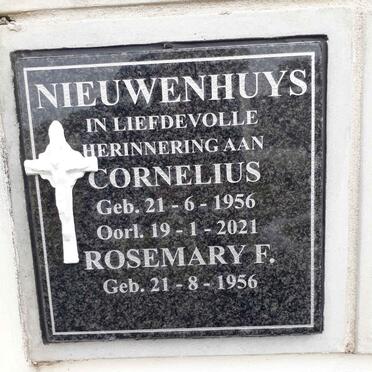 NIEUWENHUYS
IN LIEFDEVOLLE
HERINNERING AAN
CORNELIUS
Geb. 21 - 6 - 1956
Oorl. 19 - 1 - 2021
ROSEMARY F.
Geb. 21 - 8 - 1956